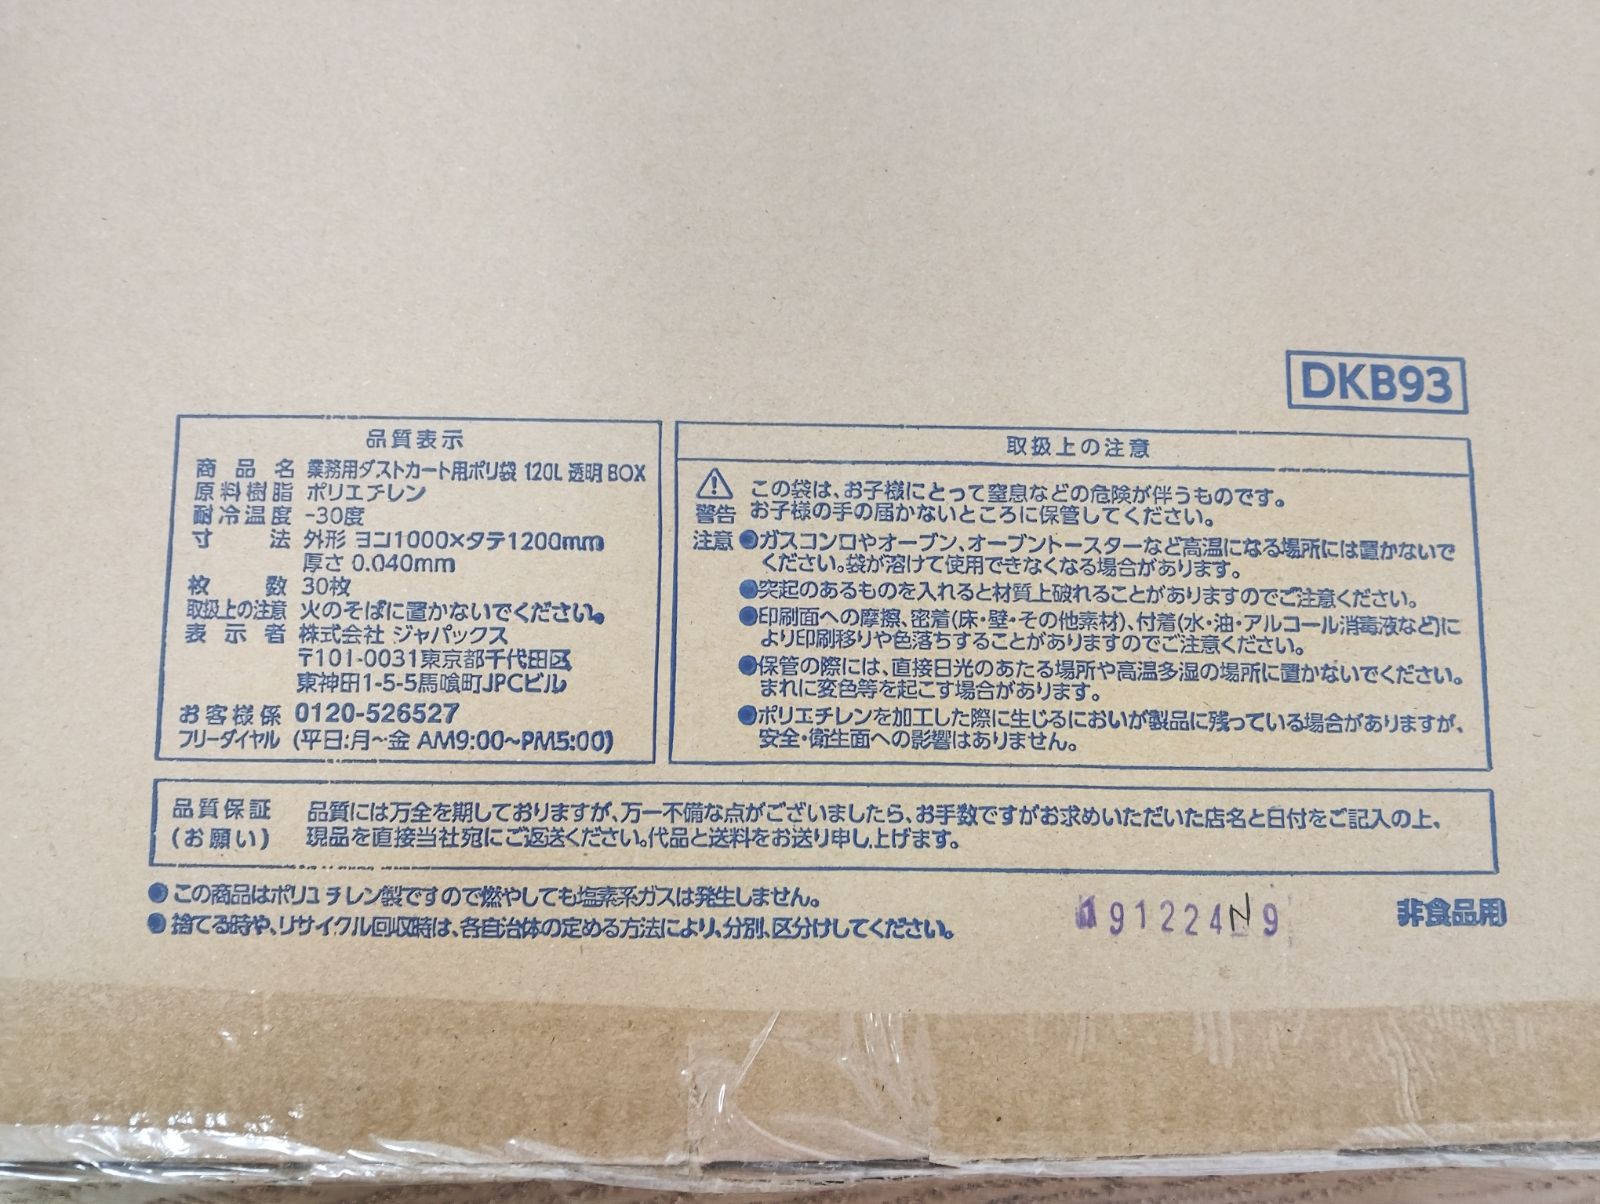 DKB93
品質表示
商品名 業務用ダストカート用ポリ袋 120L 透明 BOX
原料樹脂 ポリエチレン
耐冷温度 -30度
寸法 外形 ヨコ1000×タテ1200mm
厚さ 0.040mm
枚数 30枚
取扱上の注意 火のそばに置かないでください。
表示者 株式会社 ジャパックス
〒101-0031東京都千代田区
東神田1-5-5馬喰町JPCビル
お客様係 0120-526527
フリーダイヤル (平日:月~金 AM9:00~PM5:00)
取扱上の注意
警告 この袋は、お子様にとって窒息などの危険が伴うものです。
お子様の手の届かないところに保管してください。
注意 ●ガスコンロやオーブン、オーブントースターなど高温になる場所には置かないで
ください。袋が溶けて使用できなくなる場合があります。
●突起のあるものを入れると材質上破れることがありますのでご注意ください。
●印刷面への摩擦、密着(床・壁・その他素材)、付着(水・油・アルコール消毒液など)に
より印刷移りや色落ちすることがありますのでご注意ください。
●保管の際には、直接日光のあたる場所や高温多湿の場所に置かないでください。
まれに変色等を起こす場合があります。
●ポリエチレンを加工した際に生じるにおいが製品に残っている場合がありますが、
安全・衛生面への影響はありません。
品質保証 品質には万全を期しておりますが、万一不備な点がございましたら、お手数ですがお求めいただいた店名と日付をご記入の上、
(お願い) 現品を直接当社宛にご返送ください。代品と送料をお送り申し上げます。
●この商品はポリエチレン製ですので燃やしても塩素系ガスは発生しません。
●捨てる時や、リサイクル回収時は、各自治体の定める方法により、分別、区分けしてください。
191224N9
非食品用